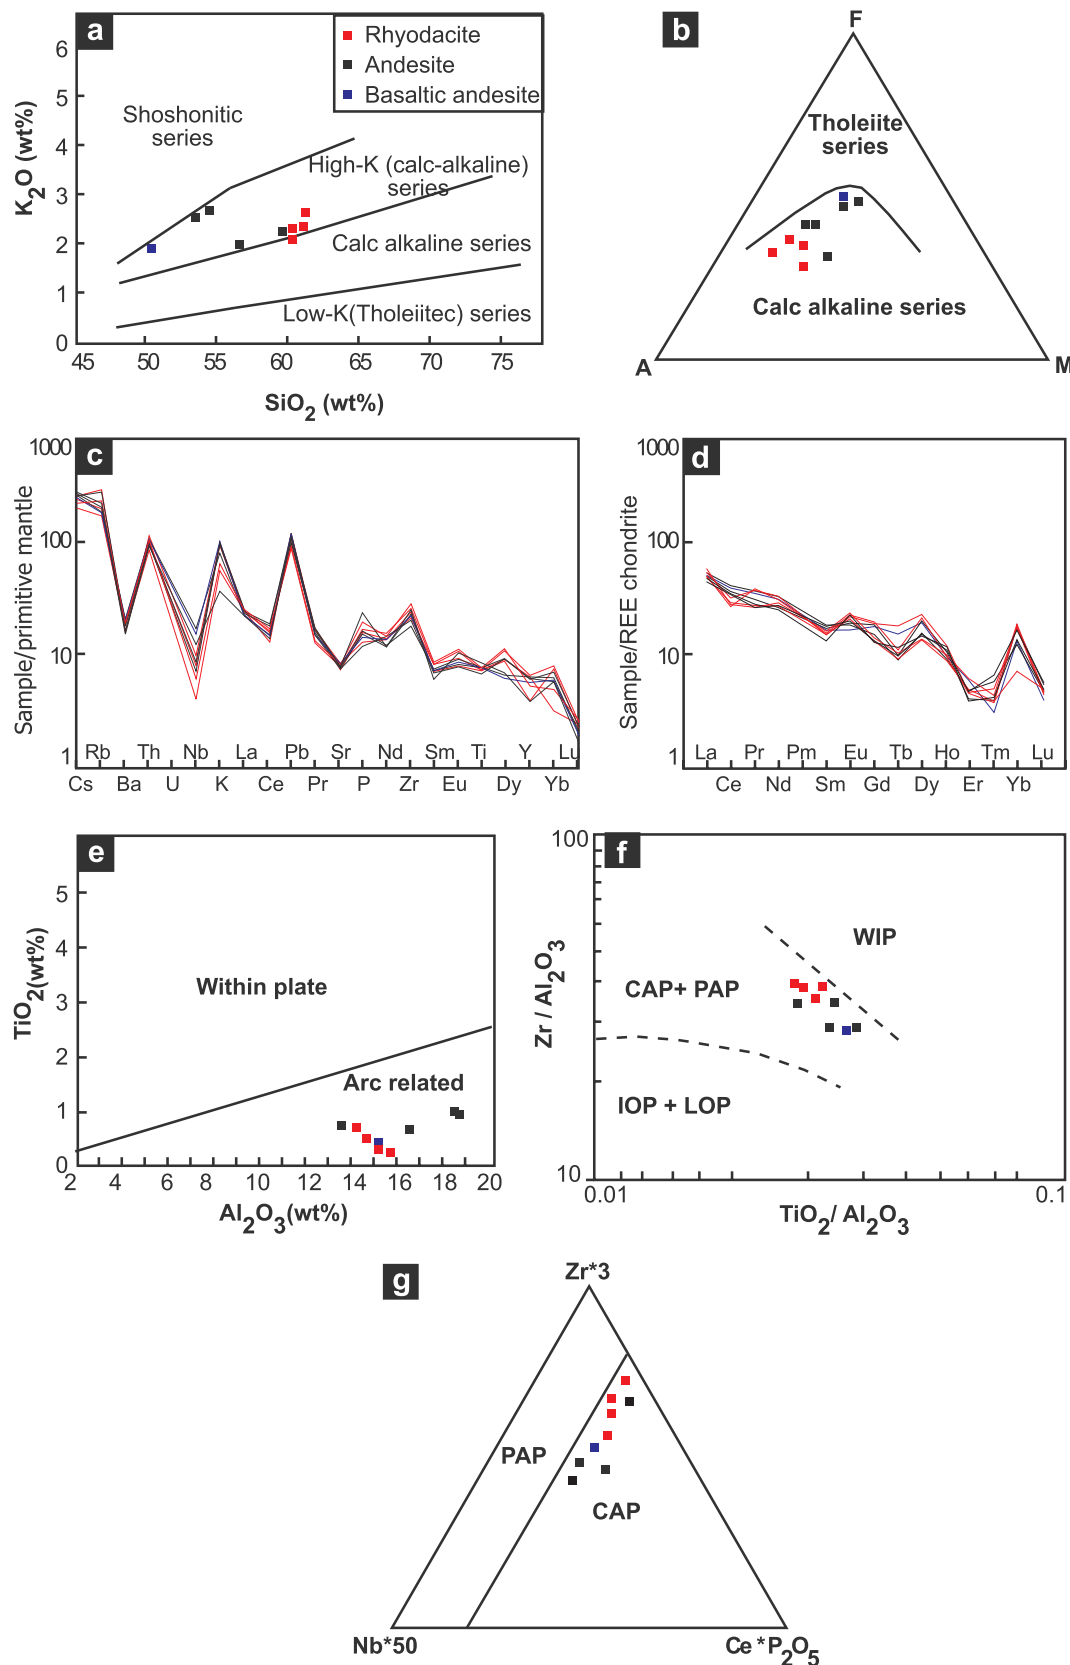 a
Rhyodacite
Andesite
Basaltic andesite
6
5
4
3
2
1
0
K2O (wt%)
Shoshonitic
series
High-K (calc-alkaline)
series
Calc alkaline series
Low-K(Tholeiitec) series
45 50 55 60 65 70 75
SiO2 (wt%)
b
F
Tholeiite
series
Calc alkaline series
A
M
c
1000
100
10
1
Sample/primitive mantle
Rb Th Nb La Pb Sr Nd Sm Ti Y Lu
Cs Ba U K Ce Pr P Zr Eu Dy Yb
d
1000
100
10
1
Sample/REE chondrite
La Pr Pm Eu Tb Ho Tm Lu
Ce Nd Sm Gd Dy Er Yb
e
5
4
3
2
1
0
TiO2(wt%)
Within plate
Arc related
2 4 6 8 10 12 14 16 18 20
Al2O3(wt%)
f
100
10
Zr / Al2O3
WIP
CAP+ PAP
IOP + LOP
0.01 0.1
TiO2/ Al2O3
g
Zr*3
PAP
CAP
Nb*50
Ce *P2O5